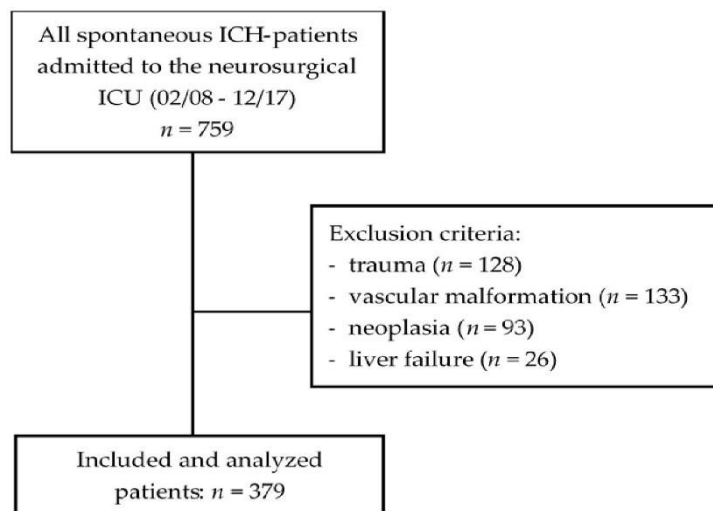 All spontaneous ICH-patients
admitted to the neurosurgical
ICU (02/08 - 12/17)
n = 759
Exclusion criteria:
- trauma (n = 128)
- vascular malformation (n = 133)
- neoplasia (n = 93)
- liver failure (n = 26)
Included and analyzed
patients: n = 379